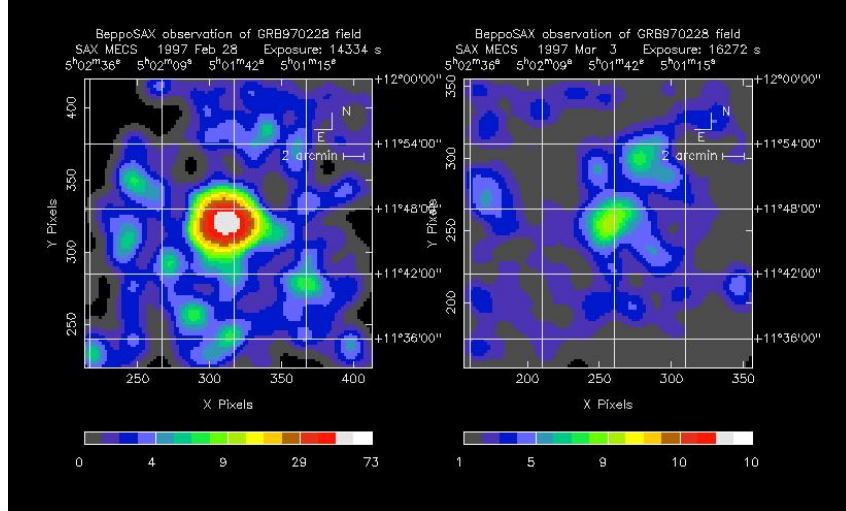 BeppoSAX observation of GRB970228 field
SAX MECS 1997 Feb 28 Exposure: 14334 s
5h02m36s 5h02m09s 5h01m42s 5h01m15s
+12°00'00"
+11°54'00"
+11°48'00"
+11°42'00"
+11°36'00"
N
E
2 arcmin
400
350
300
250
Y Pixels
250 300 350 400
X Pixels
0 4 9 29 73
BeppoSAX observation of GRB970228 field
SAX MECS 1997 Mar 3 Exposure: 16272 s
5h02m36s 5h02m09s 5h01m42s 5h01m15s
+12°00'00"
+11°54'00"
+11°48'00"
+11°42'00"
+11°36'00"
N
E
2 arcmin
350
300
250
200
Y Pixels
200 250 300 350
X Pixels
1 5 9 10 10